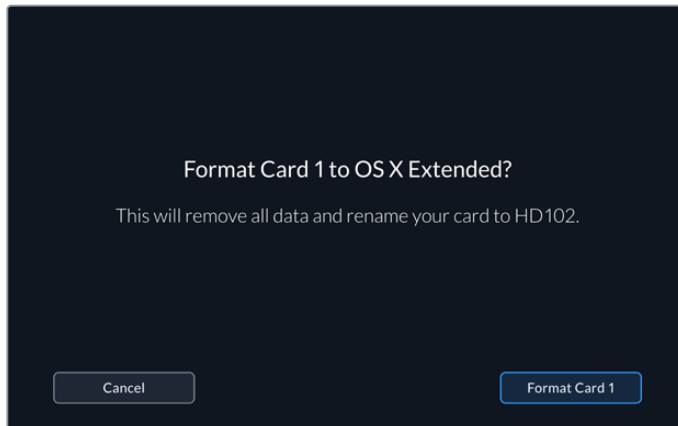 Format Card 1 to OS X Extended?
This will remove all data and rename your card to HD102.
Cancel
Format Card 1